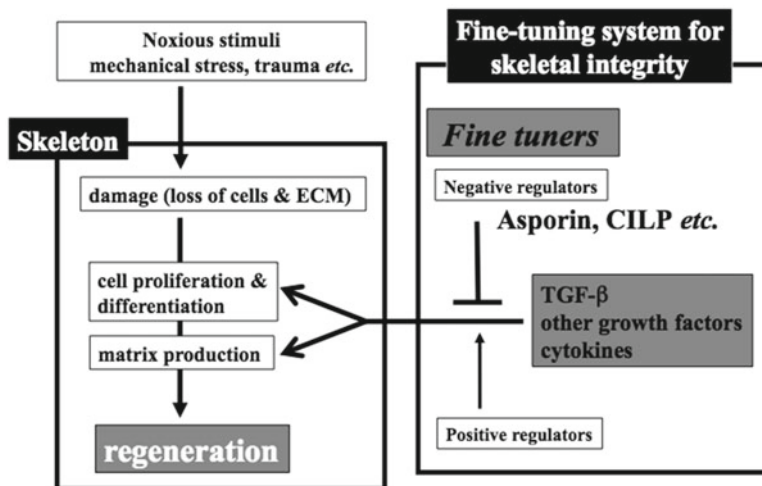 Noxious stimuli
mechanical stress, trauma etc.
Skeleton
damage (loss of cells & ECM)
cell proliferation &
differentiation
matrix production
regeneration
Fine-tuning system for
skeletal integrity
Fine tuners
Negative regulators
Asporin, CILP etc.
TGF-β
other growth factors
cytokines
Positive regulators